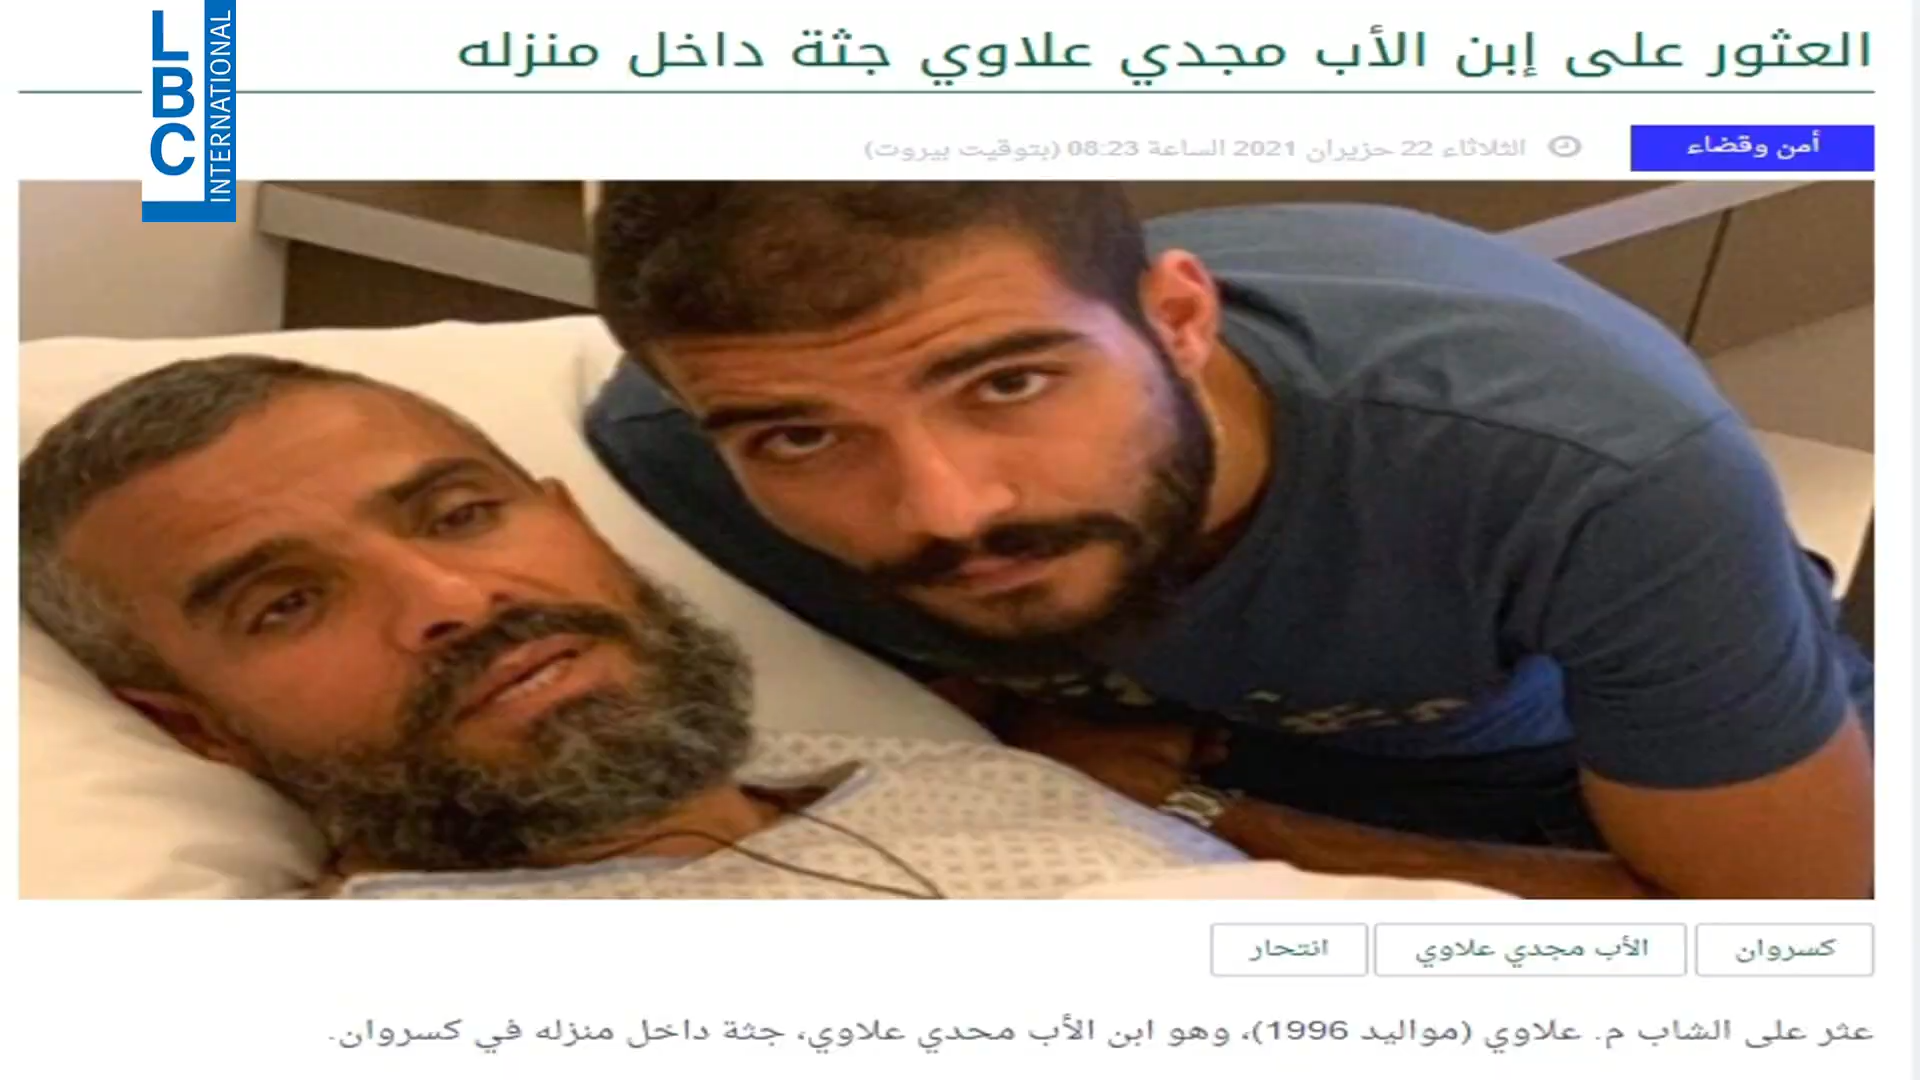 LBC INTERNATIONAL
العثور على إبن الأب مجدي علاوي جثة داخل منزله
أمن وقضاء
الثلاثاء 22 حزيران 2021 الساعة 08:23 (بتوقيت بيروت)
كسروان
الأب مجدي علاوي
انتحار
عثر على الشاب م. علاوي (مواليد 1996)، وهو ابن الأب محدي علاوي، جثة داخل منزله في كسروان.